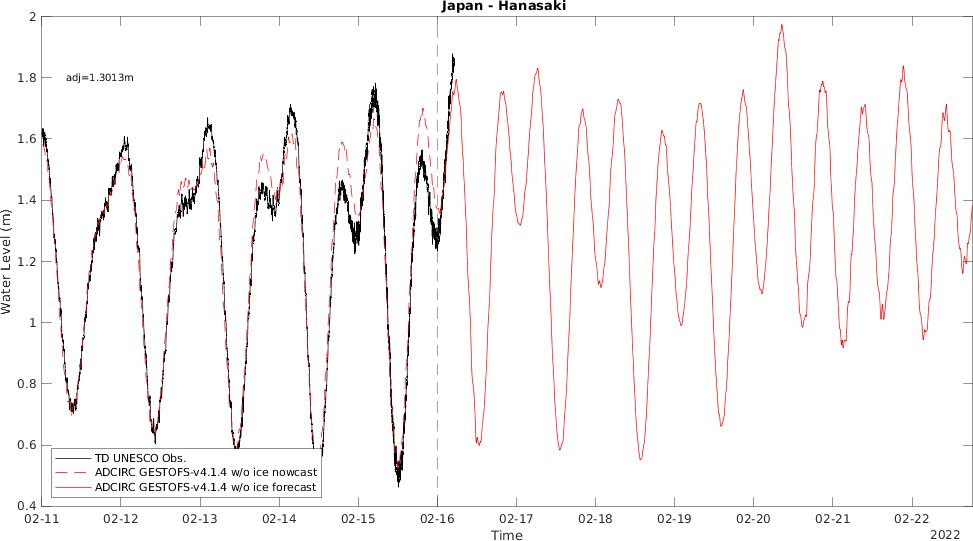 Japan - Hanasaki
adj=1.3013m
Water Level (m)
2
1.8
1.6
1.4
1.2
1
0.8
0.6
0.4
TD UNESCO Obs.
ADCIRC GESTOFS-v4.1.4 w/o ice nowcast
ADCIRC GESTOFS-v4.1.4 w/o ice forecast
02-11 02-12 02-13 02-14 02-15 02-16 02-17 02-18 02-19 02-20 02-21 02-22
Time
2022